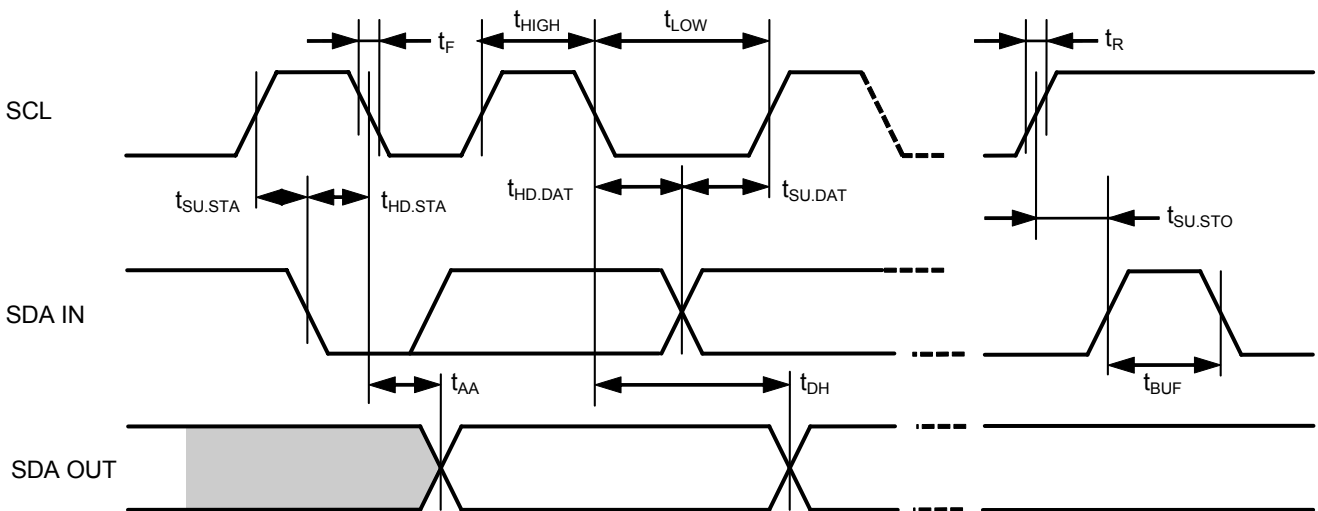 tF
tHIGH
tLOW
tR
SCL
tSU.STA
tHD.STA
tHD.DAT
tSU.DAT
tSU.STO
SDA IN
tAA
tDH
tBUF
SDA OUT